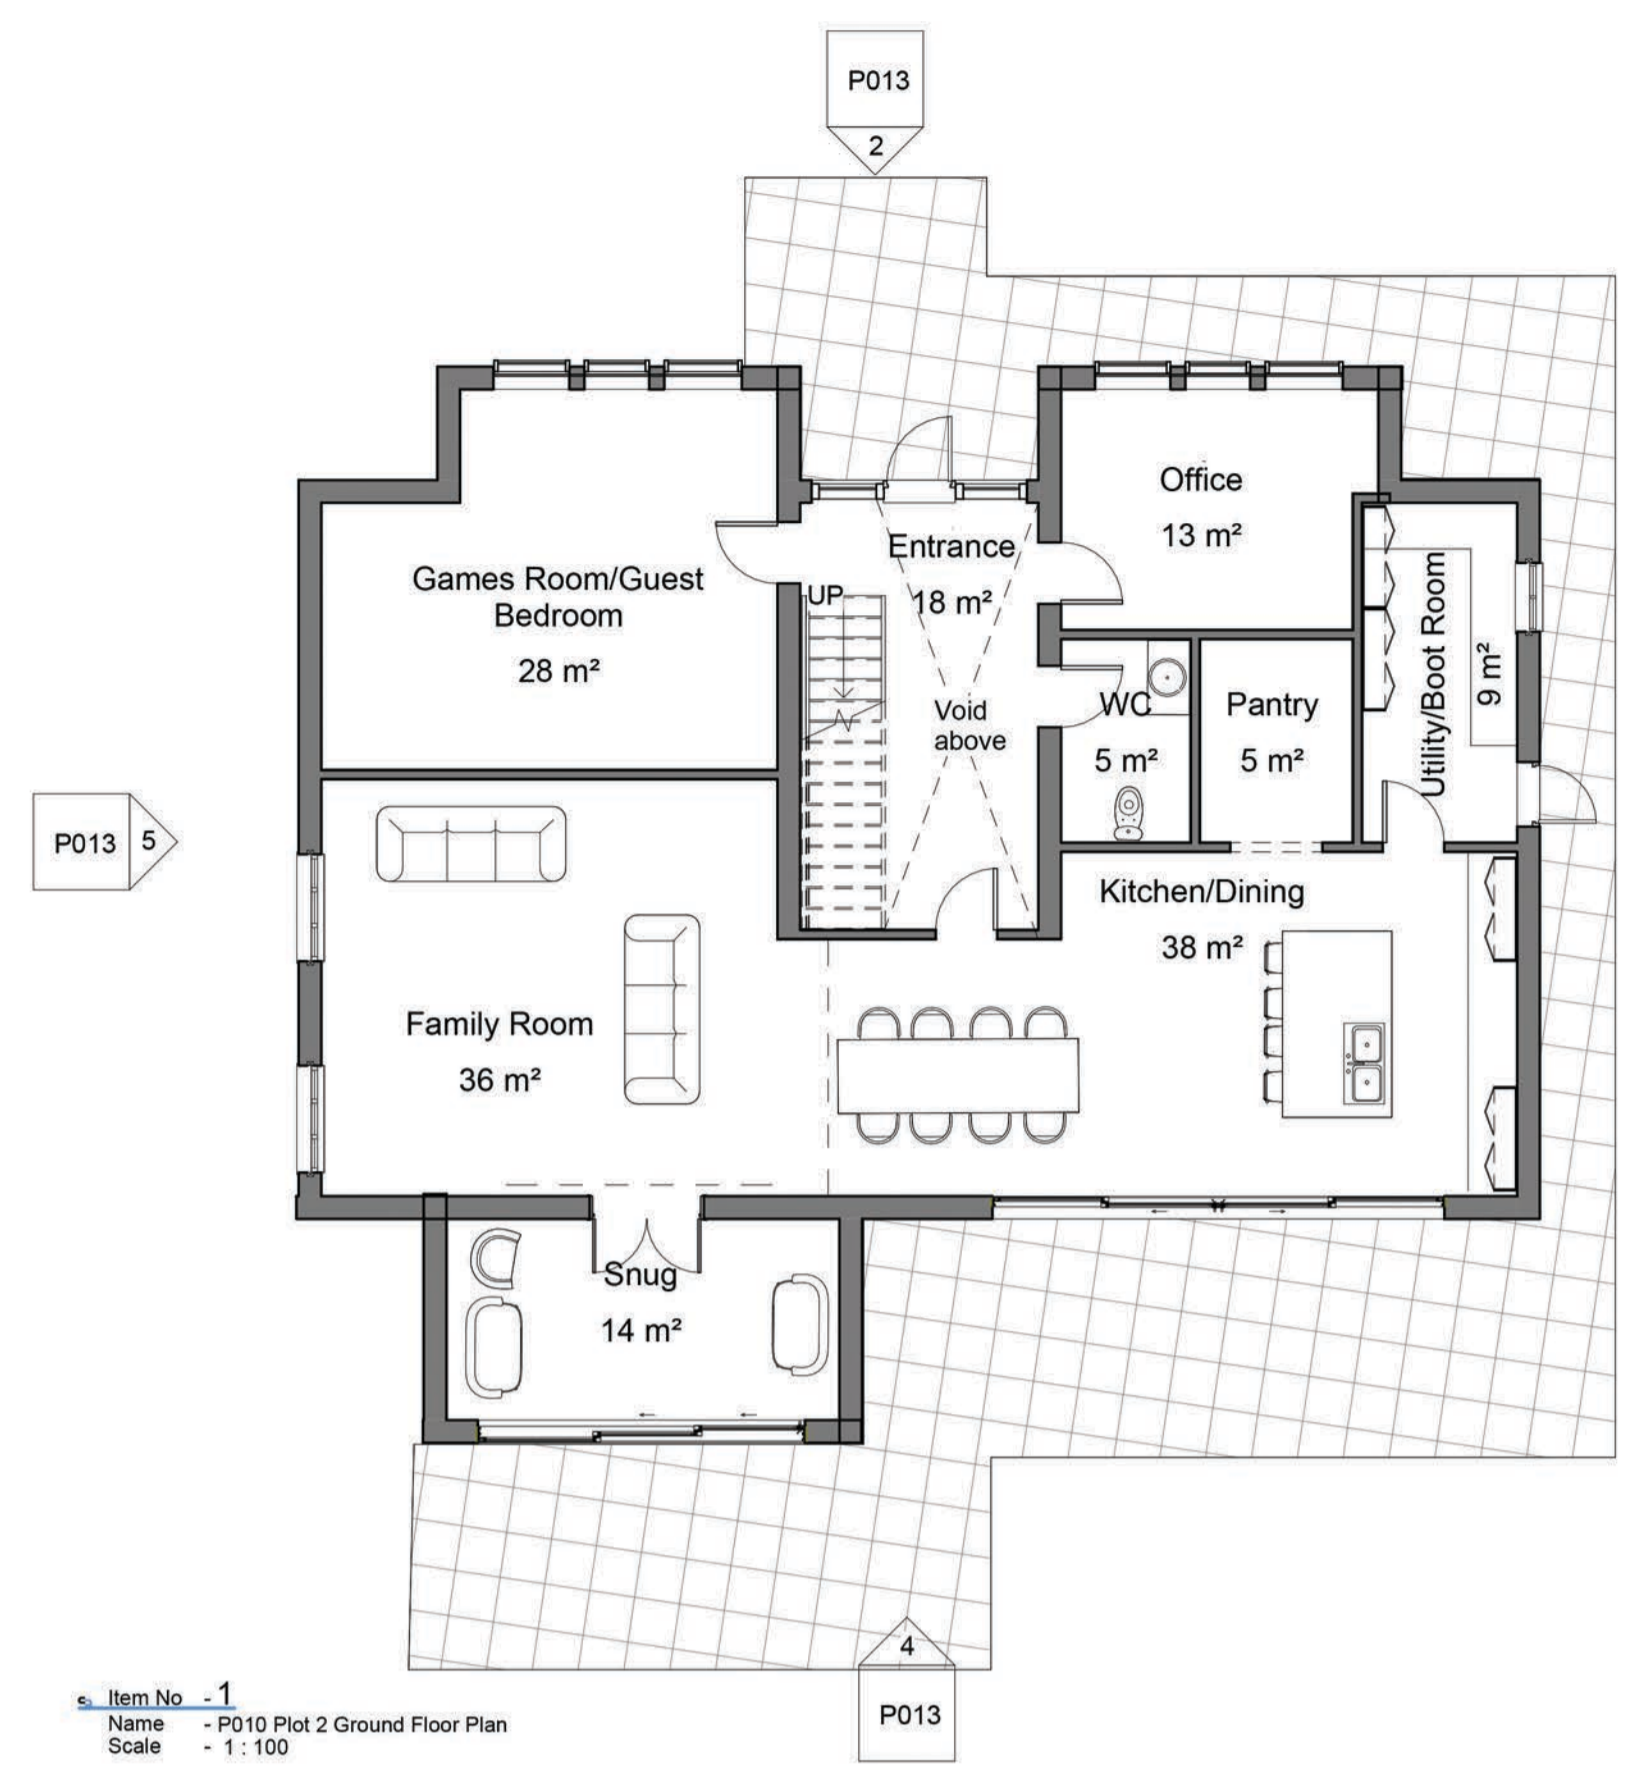 P013
2
Office
13 m²
Entrance
18 m²
Games Room/Guest
Bedroom
28 m²
UP
Utility/Boot Room
9 m²
WC
5 m²
Pantry
5 m²
Void
above
P013
5
Kitchen/Dining
38 m²
Family Room
36 m²
Snug
14 m²
4
P013
Item No - 1
Name - P010 Plot 2 Ground Floor Plan
Scale - 1 : 100